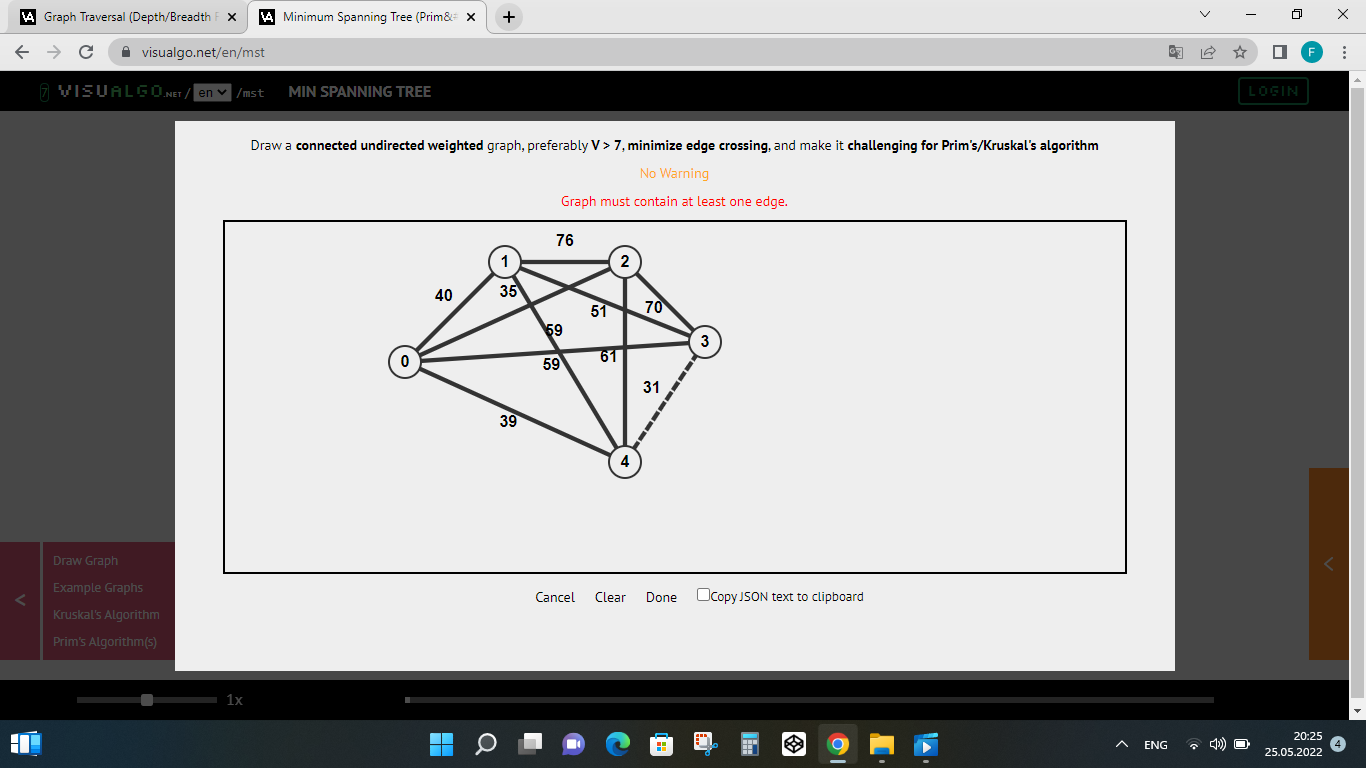 Graph Traversal (Depth/Breadth F
Minimum Spanning Tree (Prim&
visualgo.net/en/mst
F
7 VISUALGO.NET / en /mst MIN SPANNING TREE
LOGIN
Draw a connected undirected weighted graph, preferably V > 7, minimize edge crossing, and make it challenging for Prim's/Kruskal's algorithm
No Warning
Graph must contain at least one edge.
76
1 2
40 35 51 70
59
3
0 59 61
31
39
4
Draw Graph
Example Graphs
Kruskal's Algorithm
Prim's Algorithm(s)
<
<
Cancel Clear Done Copy JSON text to clipboard
1x
ENG
20:25
25.05.2022
4